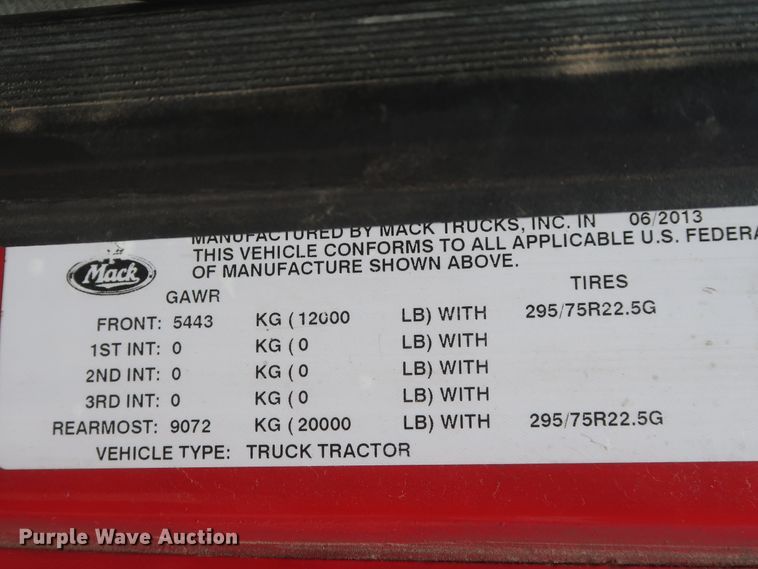 MANUFACTURED BY MACK TRUCKS, INC. IN 06/2013
THIS VEHICLE CONFORMS TO ALL APPLICABLE U.S. FEDERA
OF MANUFACTURE SHOWN ABOVE.
Mack
GAWR TIRES
FRONT: 5443 KG (12000 LB) WITH 295/75R22.5G
1ST INT: 0 KG (0 LB) WITH
2ND INT: 0 KG (0 LB) WITH
3RD INT: 0 KG (0 LB) WITH
REARMOST: 9072 KG (20000 LB) WITH 295/75R22.5G
VEHICLE TYPE: TRUCK TRACTOR
Purple Wave Auction